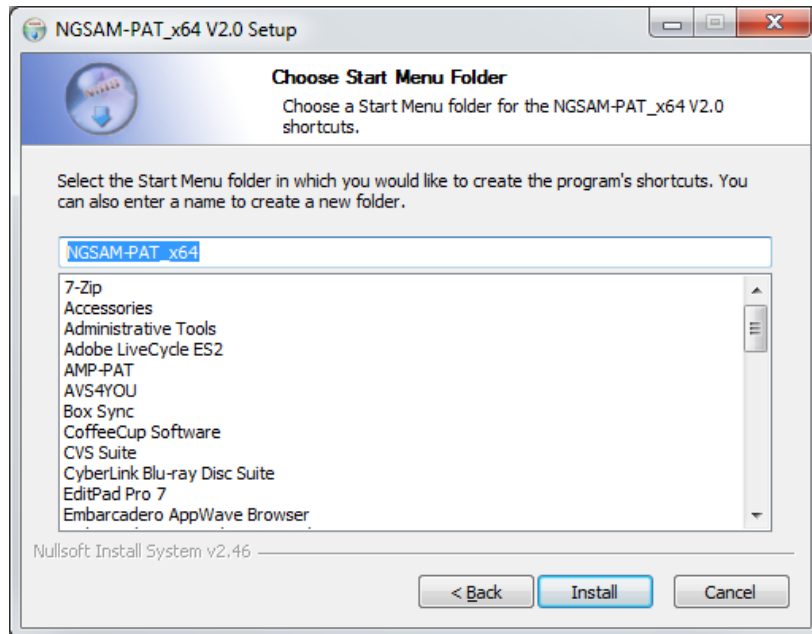 NGSAM-PAT_x64 V2.0 Setup
Choose Start Menu Folder
Choose a Start Menu folder for the NGSAM-PAT_x64 V2.0
shortcuts.
Select the Start Menu folder in which you would like to create the program's shortcuts. You
can also enter a name to create a new folder.
NGSAM-PAT_x64
7-Zip
Accessories
Administrative Tools
Adobe LiveCycle ES2
AMP-PAT
AVS4YOU
Box Sync
CoffeeCup Software
CVS Suite
CyberLink Blu-ray Disc Suite
EditPad Pro 7
Embarcadero AppWave Browser
Nullsoft Install System v2.46
< Back Install Cancel